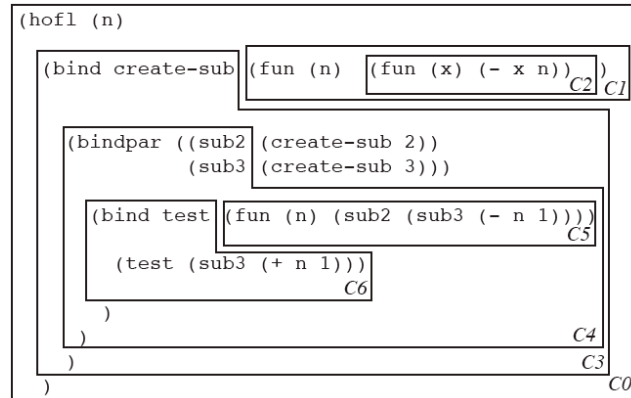 (hofl (n)
(bind create-sub (fun (n) (fun (x) (- x n)) )
C2 C1
(bindpar ((sub2 (create-sub 2))
(sub3 (create-sub 3)))
(bind test (fun (n) (sub2 (sub3 (- n 1))))
C5
(test (sub3 (+ n 1)))
C6
)
) C4
) C3
) C0